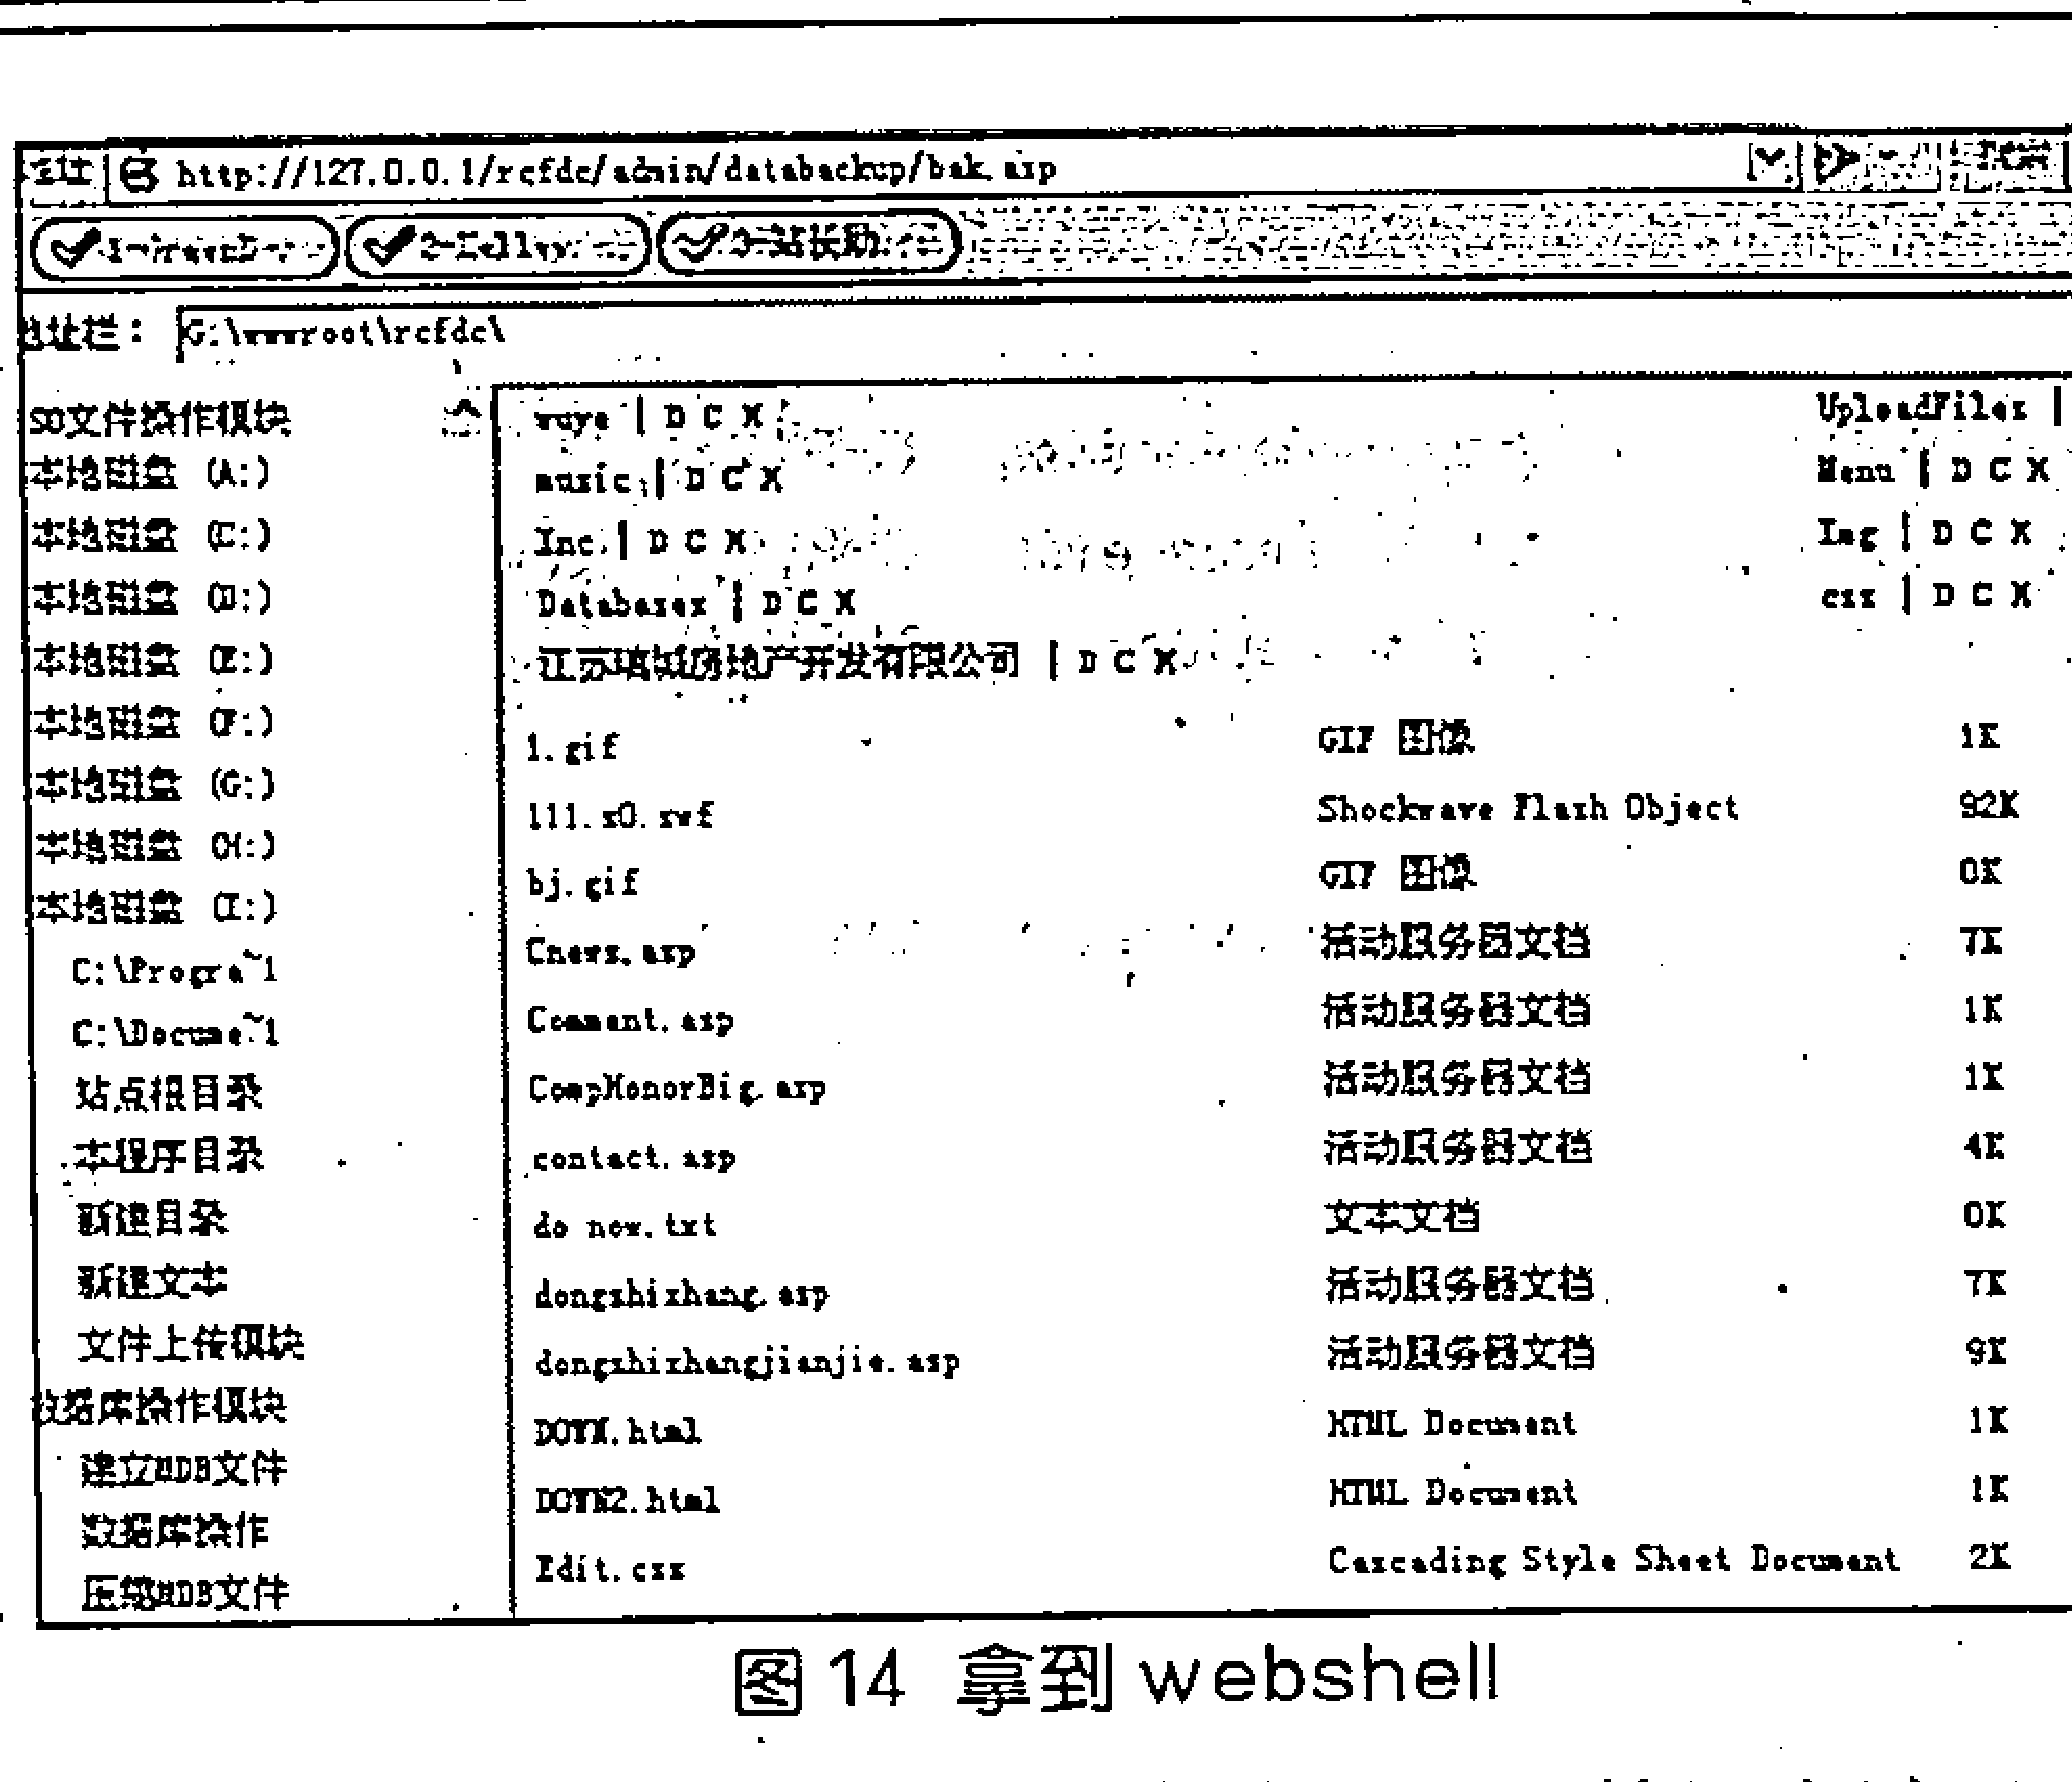 http://127.0.0.1/rcfdc/admin/databackup/bak.asp
地址栏： G:\wwwroot\rcfdc\
SO文件操作模块
本地磁盘 (A:)
本地磁盘 (C:)
本地磁盘 (D:)
本地磁盘 (E:)
本地磁盘 (F:)
本地磁盘 (G:)
本地磁盘 (H:)
本地磁盘 (I:)
C:\Progra~1
C:\Docume~1
站点根目录
本程序目录
新建目录
新建文本
文件上传模块
数据库操作模块
建立MDB文件
数据库操作
压缩MDB文件
wuye | D C X UploadFiles |
music | D C X Menu | D C X
Inc | D C X Img | D C X
Databases | D C X css | D C X
房地产开发有限公司 | D C X
1.gif GIF 图像 1K
111.s0.swf Shockwave Flash Object 92K
bj.gif GIF 图像 0K
Cnews.asp 活动服务器文档 7K
Comment.asp 活动服务器文档 1K
CompHonorBig.asp 活动服务器文档 1K
contact.asp 活动服务器文档 4K
do new.txt 文本文档 0K
dongshizhang.asp 活动服务器文档 7K
dongshizhangjianjie.asp 活动服务器文档 9K
DOWN.html HTML Document 1K
DOWN2.html HTML Document 1K
Edit.css Cascading Style Sheet Document 2K
图 14 拿到 webshell